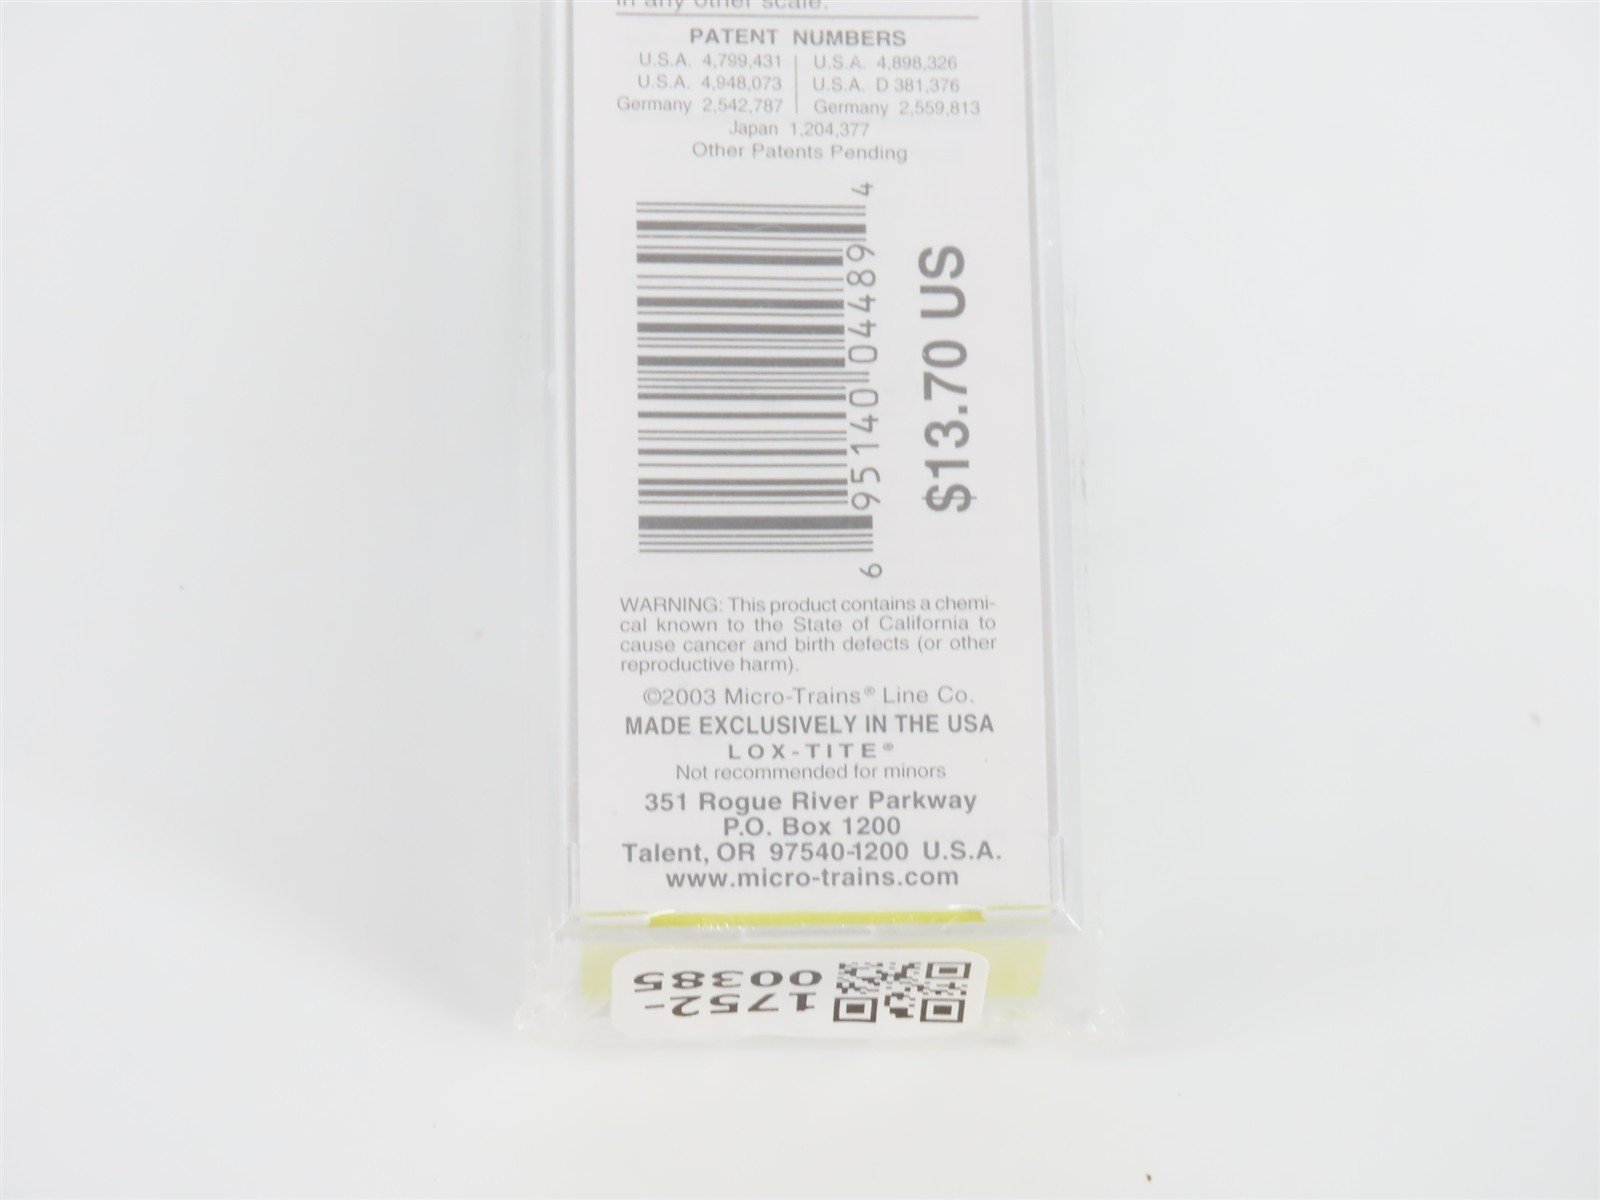 in any other scale.
PATENT NUMBERS
U.S.A. 4,799,431 U.S.A. 4,898,326
U.S.A. 4,948,073 U.S.A. D 381,376
Germany 2,542,787 Germany 2,559,813
Japan 1,204,377
Other Patents Pending
6 95140 04489 4
$13.70 US
WARNING: This product contains a chemi-
cal known to the State of California to
cause cancer and birth defects (or other
reproductive harm).
©2003 Micro-Trains® Line Co.
MADE EXCLUSIVELY IN THE USA
LOX-TITE®
Not recommended for minors
351 Rogue River Parkway
P.O. Box 1200
Talent, OR 97540-1200 U.S.A.
www.micro-trains.com
1752-
00385